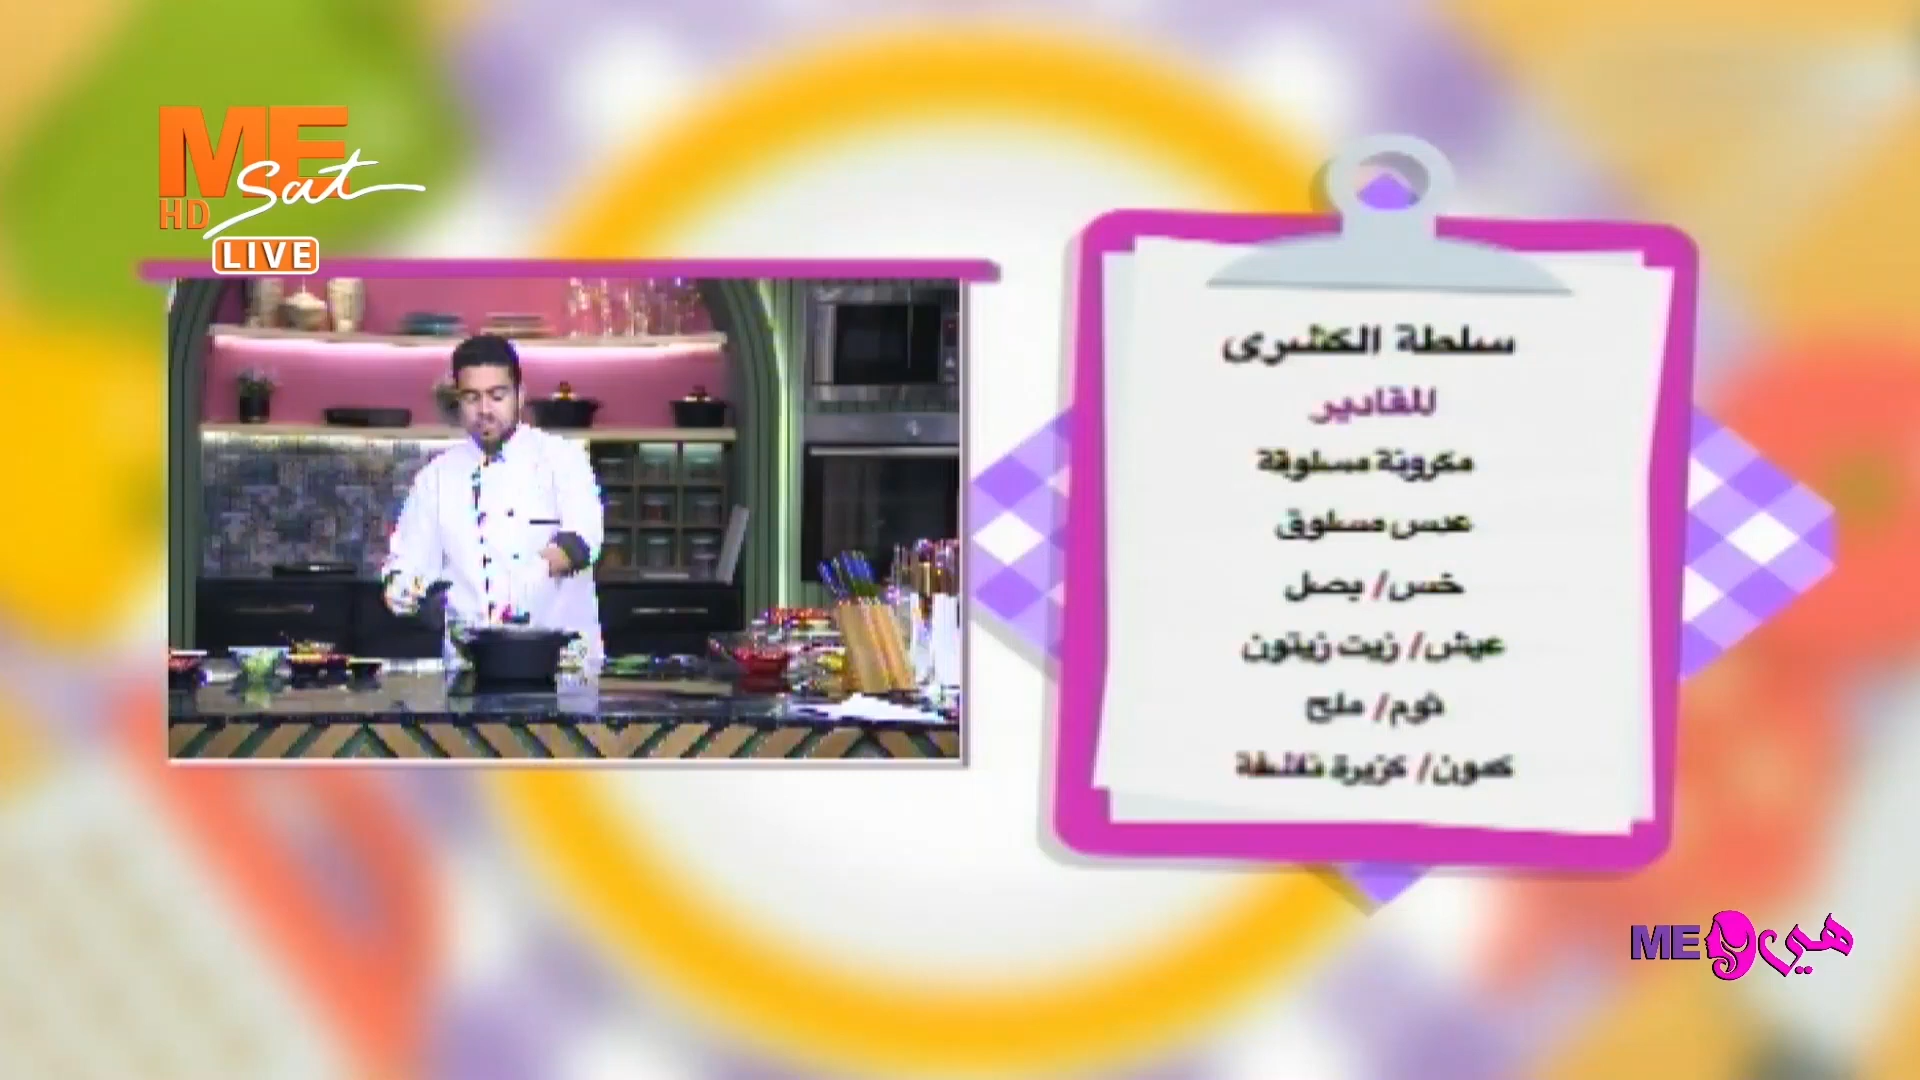 ME
Sat
HD
LIVE
سلطة الكشرى
المقادير
مكرونة مسلوقة
عدس مسلوق
خس/ بصل
عيش/ زيت زيتون
ثوم/ ملح
كمون/ كزبرة ناشفة
ME هي